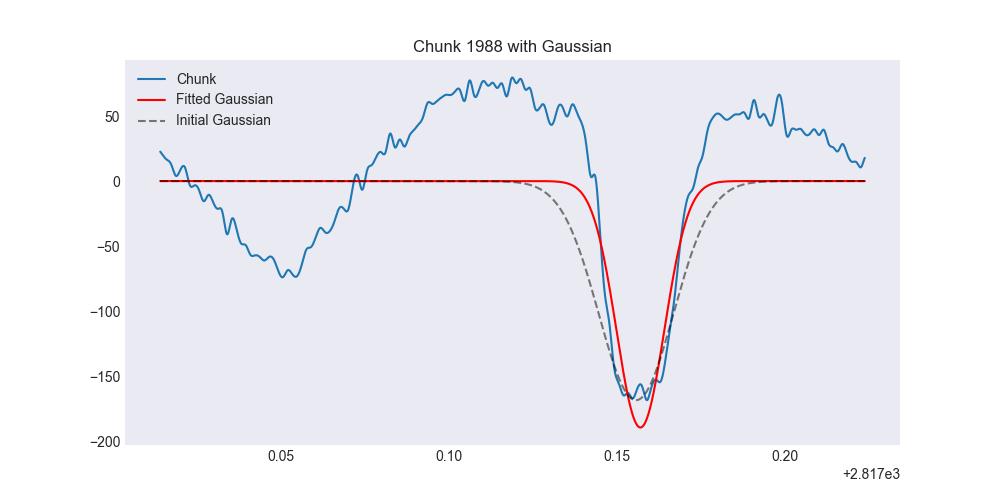 Chunk 1988 with Gaussian
Chunk
Fitted Gaussian
Initial Gaussian
50
0
−50
−100
−150
−200
0.05 0.10 0.15 0.20
+2.817e3